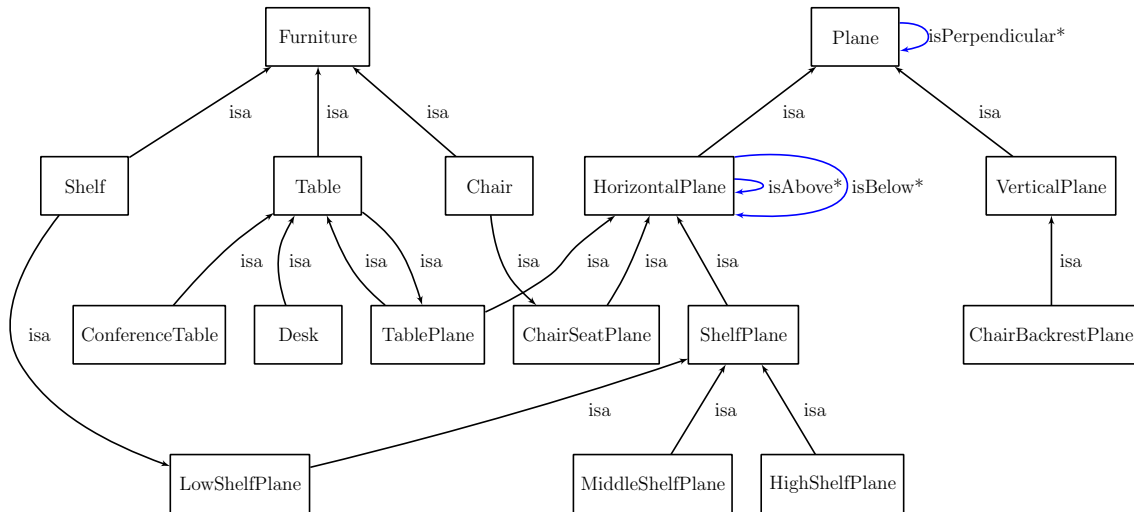 Furniture
Plane
isPerpendicular*
isa
isa
isa
isa
isa
Shelf
Table
Chair
HorizontalPlane
isAbove*
isBelow*
VerticalPlane
isa
isa
isa
isa
isa
isa
isa
isa
isa
ConferenceTable
Desk
TablePlane
ChairSeatPlane
ShelfPlane
ChairBackrestPlane
isa
isa
isa
isa
LowShelfPlane
MiddleShelfPlane
HighShelfPlane